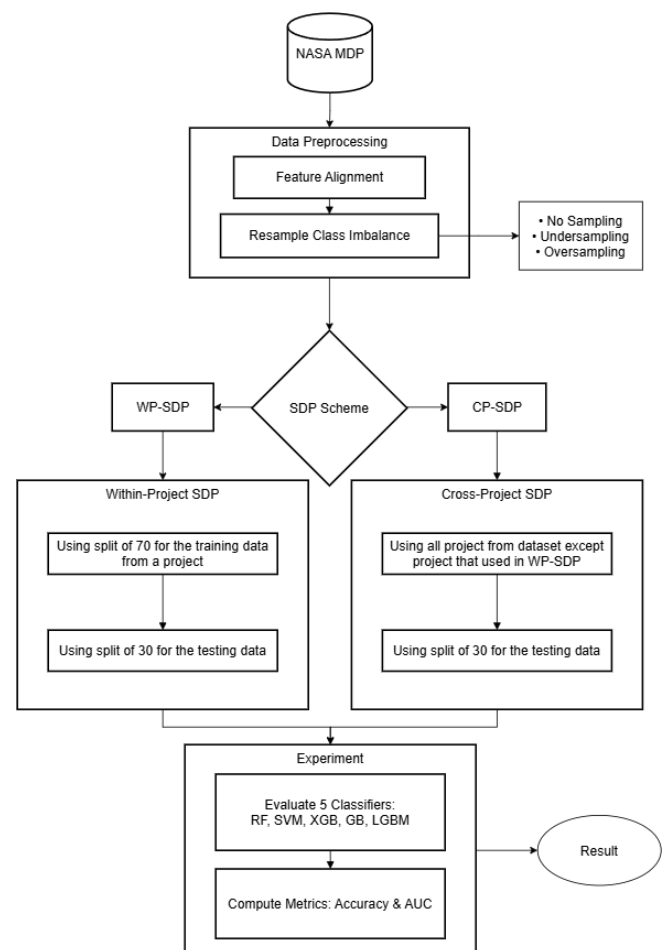 NASA MDP
Data Preprocessing
Feature Alignment
Resample Class Imbalance
• No Sampling
• Undersampling
• Oversampling
SDP Scheme
WP-SDP
CP-SDP
Within-Project SDP
Using split of 70 for the training data
from a project
Using split of 30 for the testing data
Cross-Project SDP
Using all project from dataset except
project that used in WP-SDP
Using split of 30 for the testing data
Experiment
Evaluate 5 Classifiers:
RF, SVM, XGB, GB, LGBM
Compute Metrics: Accuracy & AUC
Result